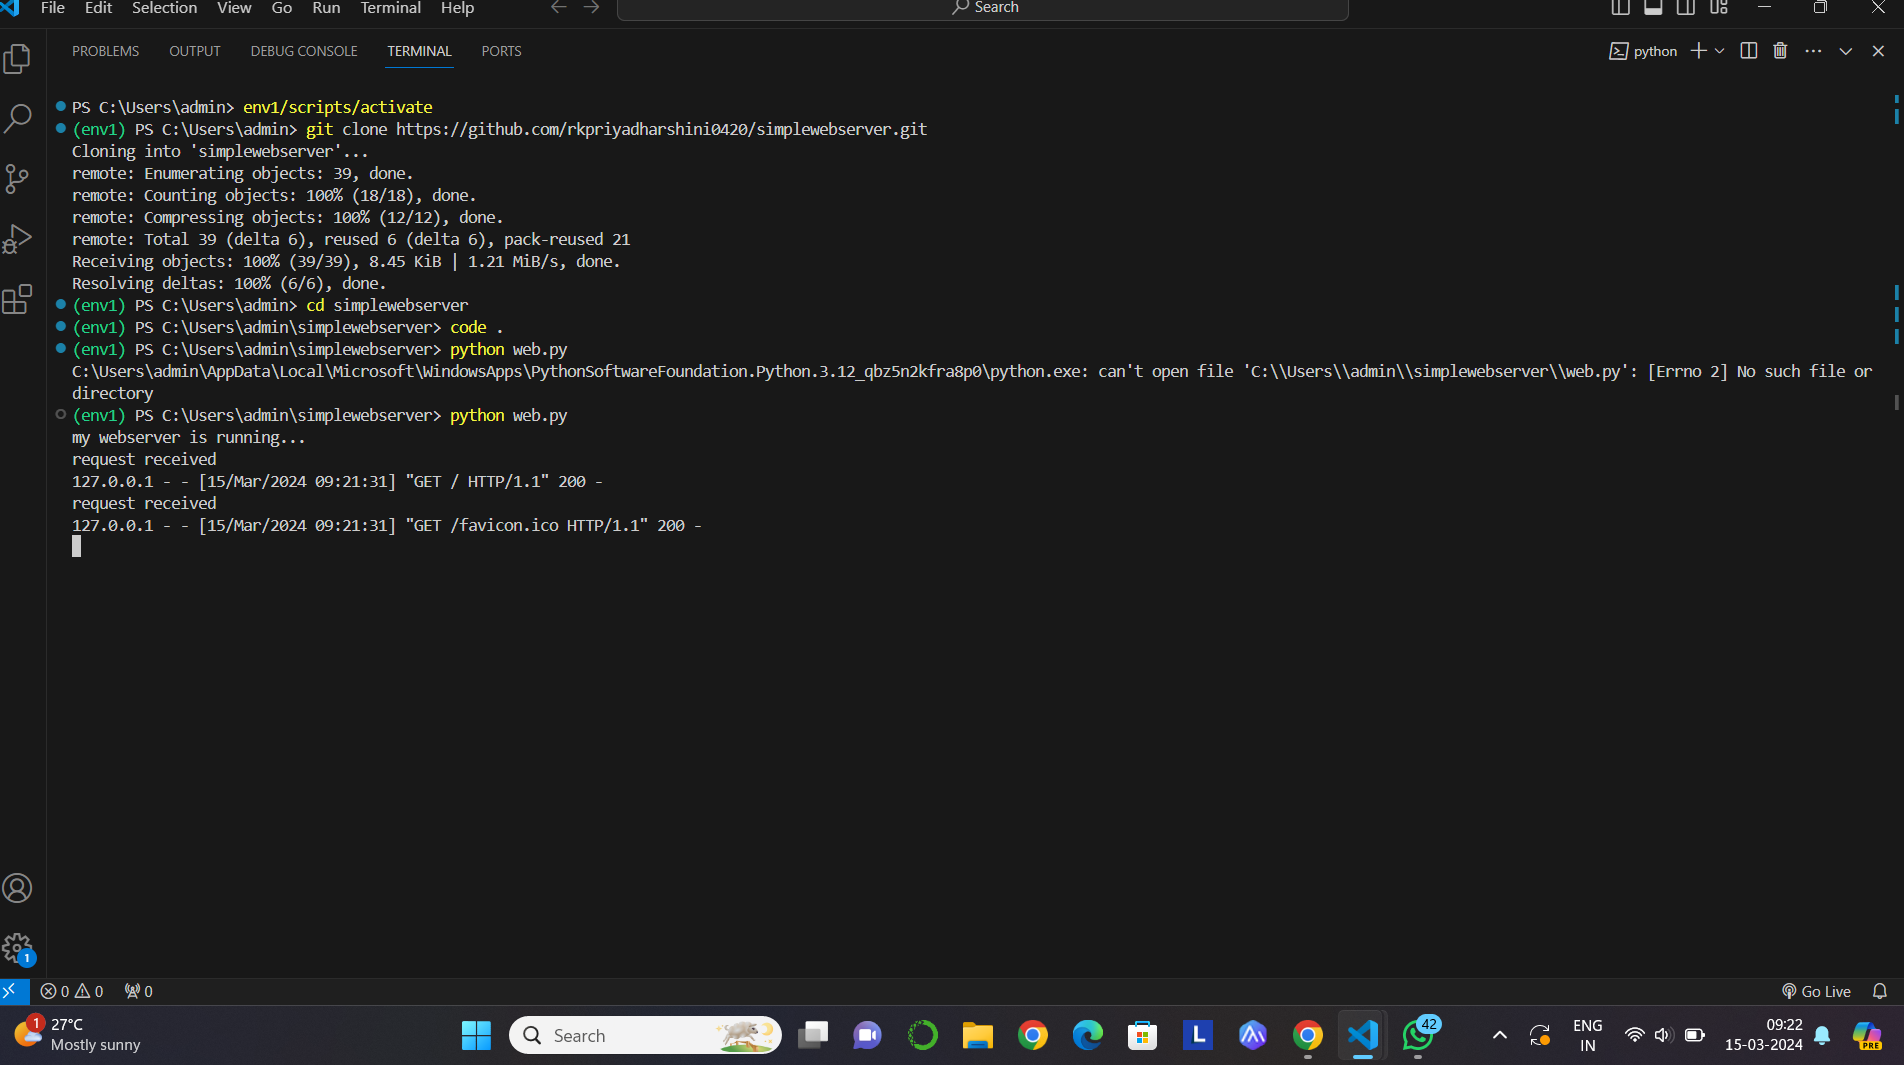 File Edit Selection View Go Run Terminal Help Search
PROBLEMS OUTPUT DEBUG CONSOLE TERMINAL PORTS python
PS C:\Users\admin> env1/scripts/activate
(env1) PS C:\Users\admin> git clone https://github.com/rkpriyadharshini0420/simplewebserver.git
Cloning into 'simplewebserver'...
remote: Enumerating objects: 39, done.
remote: Counting objects: 100% (18/18), done.
remote: Compressing objects: 100% (12/12), done.
remote: Total 39 (delta 6), reused 6 (delta 6), pack-reused 21
Receiving objects: 100% (39/39), 8.45 KiB | 1.21 MiB/s, done.
Resolving deltas: 100% (6/6), done.
(env1) PS C:\Users\admin> cd simplewebserver
(env1) PS C:\Users\admin\simplewebserver> code .
(env1) PS C:\Users\admin\simplewebserver> python web.py
C:\Users\admin\AppData\Local\Microsoft\WindowsApps\PythonSoftwareFoundation.Python.3.12_qbz5n2kfra8p0\python.exe: can't open file 'C:\\Users\\admin\\simplewebserver\\web.py': [Errno 2] No such file or
directory
(env1) PS C:\Users\admin\simplewebserver> python web.py
my webserver is running...
request received
127.0.0.1 - - [15/Mar/2024 09:21:31] "GET / HTTP/1.1" 200 -
request received
127.0.0.1 - - [15/Mar/2024 09:21:31] "GET /favicon.ico HTTP/1.1" 200 -
1
0 0 0 Go Live
1 27°C
Mostly sunny
Search
L
42
ENG
IN
09:22
15-03-2024
PRE